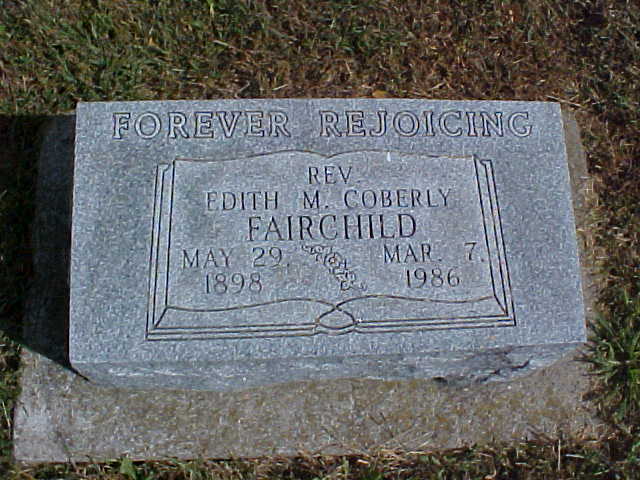 FOREVER REJOICING
REV.
EDITH M. COBERLY
FAIRCHILD
MAY 29, MAR. 7,
1898 1986